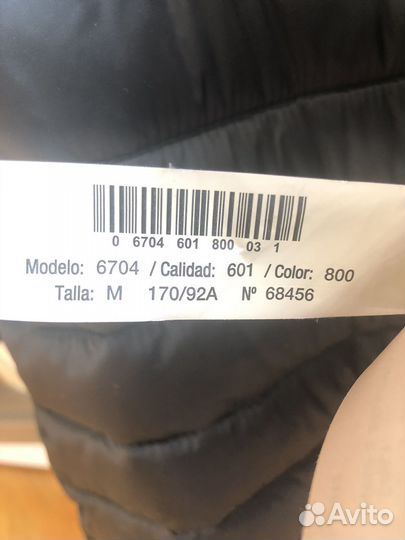 0 6704 601 800 03 1
Modelo: 6704 / Calidad: 601 / Color: 800
Talla: M 170/92A Nº 68456
Avito